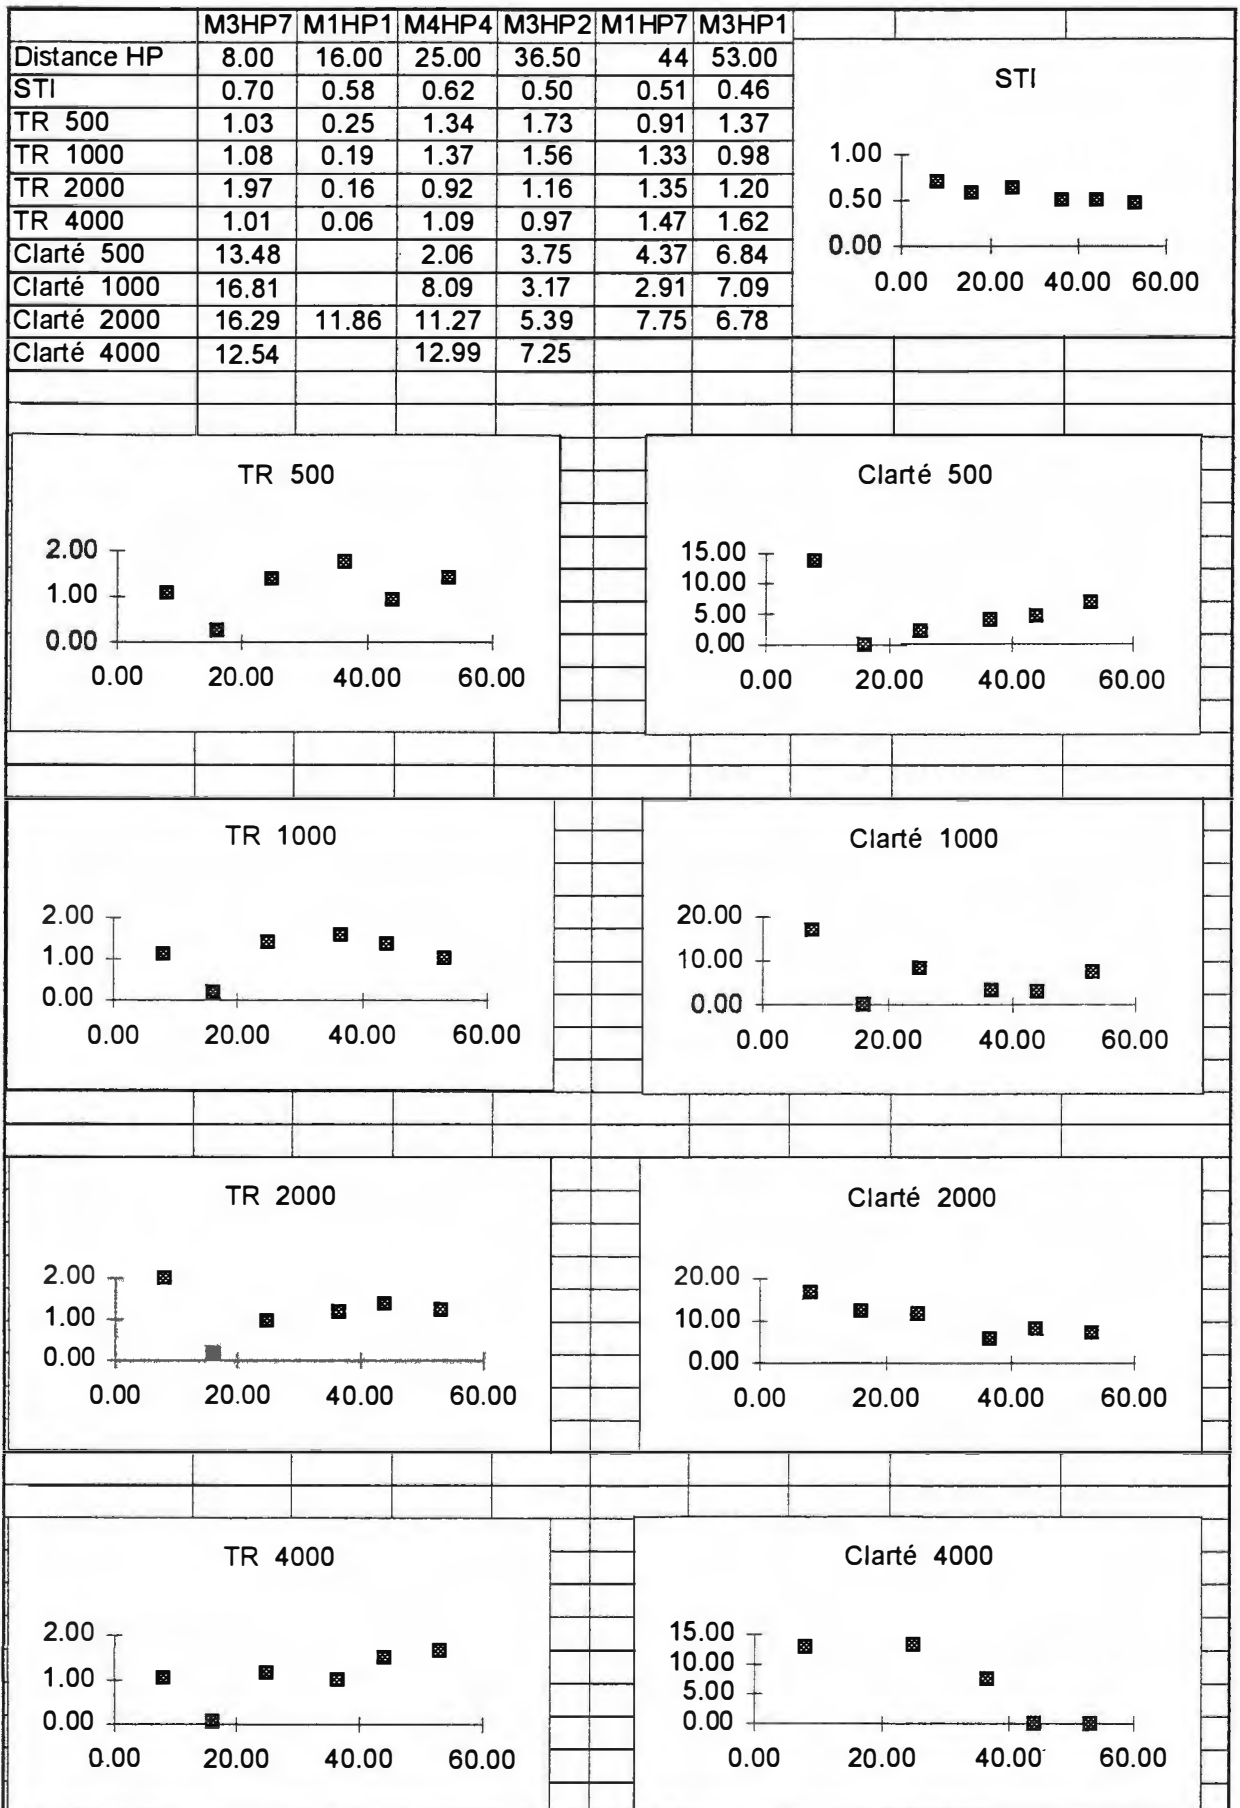 M3HP7 M1HP1 M4HP4 M3HP2 M1HP7 M3HP1
Distance HP 8.00 16.00 25.00 36.50 44 53.00
STI 0.70 0.58 0.62 0.50 0.51 0.46
TR 500 1.03 0.25 1.34 1.73 0.91 1.37
TR 1000 1.08 0.19 1.37 1.56 1.33 0.98
TR 2000 1.97 0.16 0.92 1.16 1.35 1.20
TR 4000 1.01 0.06 1.09 0.97 1.47 1.62
Clarté 500 13.48 2.06 3.75 4.37 6.84
Clarté 1000 16.81 8.09 3.17 2.91 7.09
Clarté 2000 16.29 11.86 11.27 5.39 7.75 6.78
Clarté 4000 12.54 12.99 7.25
STI
1.00
0.50
0.00
0.00 20.00 40.00 60.00
TR 500
2.00
1.00
0.00
0.00 20.00 40.00 60.00
Clarté 500
15.00
10.00
5.00
0.00
0.00 20.00 40.00 60.00
TR 1000
2.00
1.00
0.00
0.00 20.00 40.00 60.00
Clarté 1000
20.00
10.00
0.00
0.00 20.00 40.00 60.00
TR 2000
2.00
1.00
0.00
0.00 20.00 40.00 60.00
Clarté 2000
20.00
10.00
0.00
0.00 20.00 40.00 60.00
TR 4000
2.00
1.00
0.00
0.00 20.00 40.00 60.00
Clarté 4000
15.00
10.00
5.00
0.00
0.00 20.00 40.00 60.00